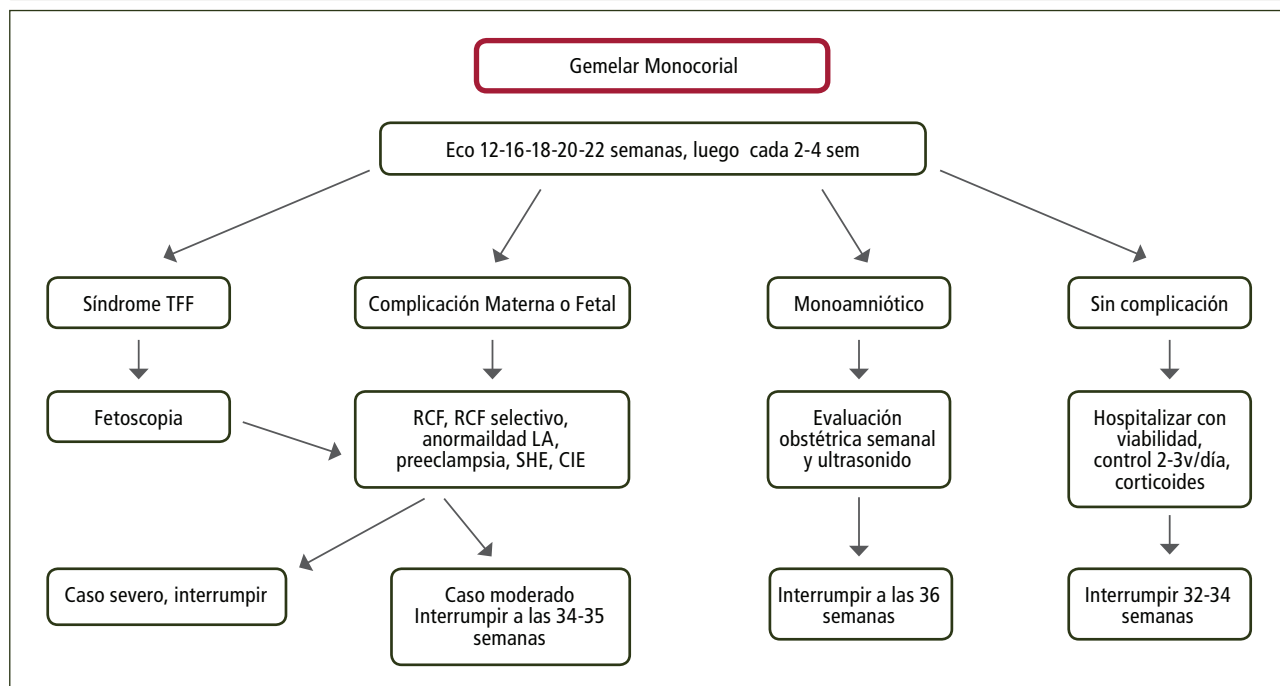 Gemelar Monocorial
Eco 12-16-18-20-22 semanas, luego cada 2-4 sem
Síndrome TFF
Complicación Materna o Fetal
Monoamniótico
Sin complicación
Fetoscopia
RCF, RCF selectivo,
anormaildad LA,
preeclampsia, SHE, CIE
Evaluación
obstétrica semanal
y ultrasonido
Hospitalizar con
viabilidad,
control 2-3v/día,
corticoides
Caso severo, interrumpir
Caso moderado
Interrumpir a las 34-35
semanas
Interrumpir a las 36
semanas
Interrumpir 32-34
semanas